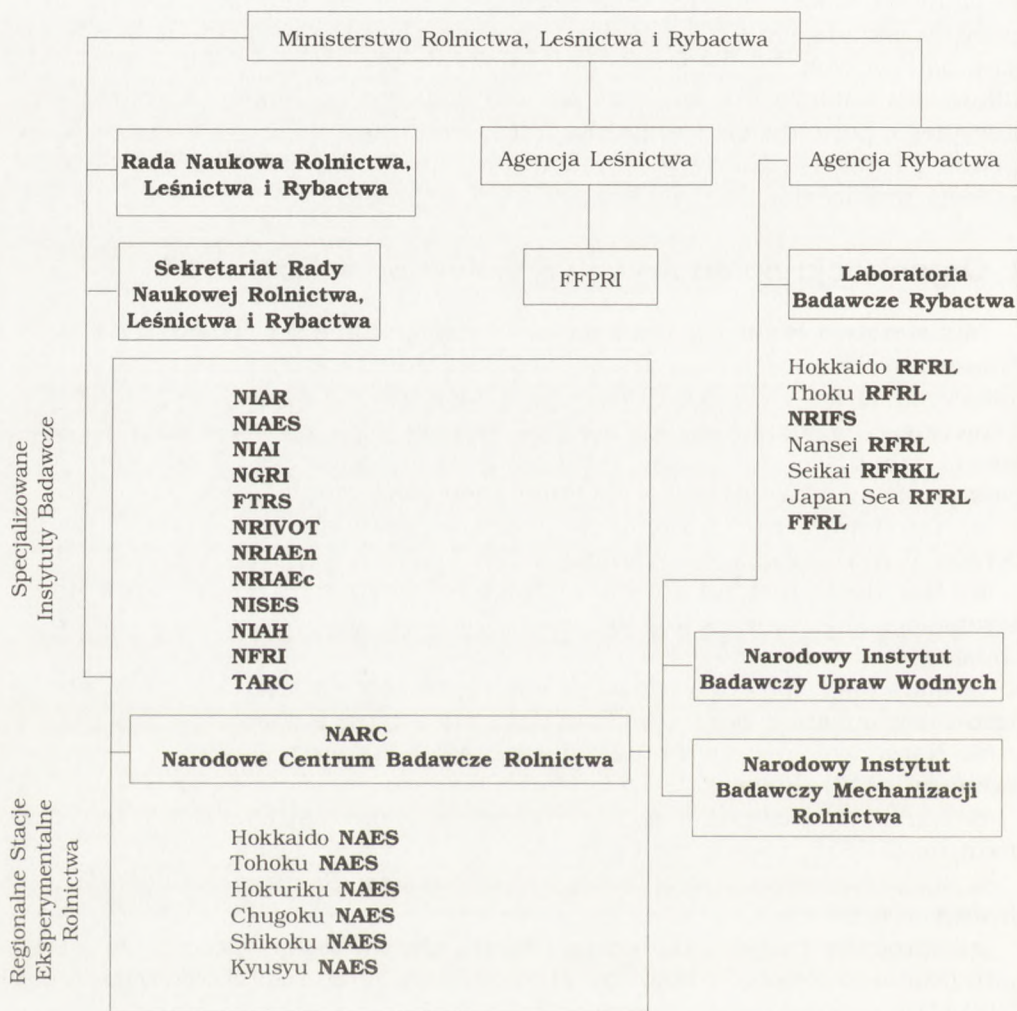 Ministerstwo Rolnictwa, Leśnictwa i Rybactwa
Rada Naukowa Rolnictwa,
Leśnictwa i Rybactwa
Agencja Leśnictwa
Agencja Rybactwa
Sekretariat Rady
Naukowej Rolnictwa,
Leśnictwa i Rybactwa
FFPRI
Laboratoria
Badawcze Rybactwa
Hokkaido RFRL
Thoku RFRL
NRIFS
Nansei RFRL
Seikai RFRKL
Japan Sea RFRL
FFRL
Specjalizowane
Instytuty Badawcze
NIAR
NIAES
NIAI
NGRI
FTRS
NRIVOT
NRIAEn
NRIAEc
NISES
NIAH
NFRI
TARC
Narodowy Instytut
Badawczy Upraw Wodnych
NARC
Narodowe Centrum Badawcze Rolnictwa
Narodowy Instytut
Badawczy Mechanizacji
Rolnictwa
Regionalne Stacje
Eksperymentalne
Rolnictwa
Hokkaido NAES
Tohoku NAES
Hokuriku NAES
Chugoku NAES
Shikoku NAES
Kyusyu NAES